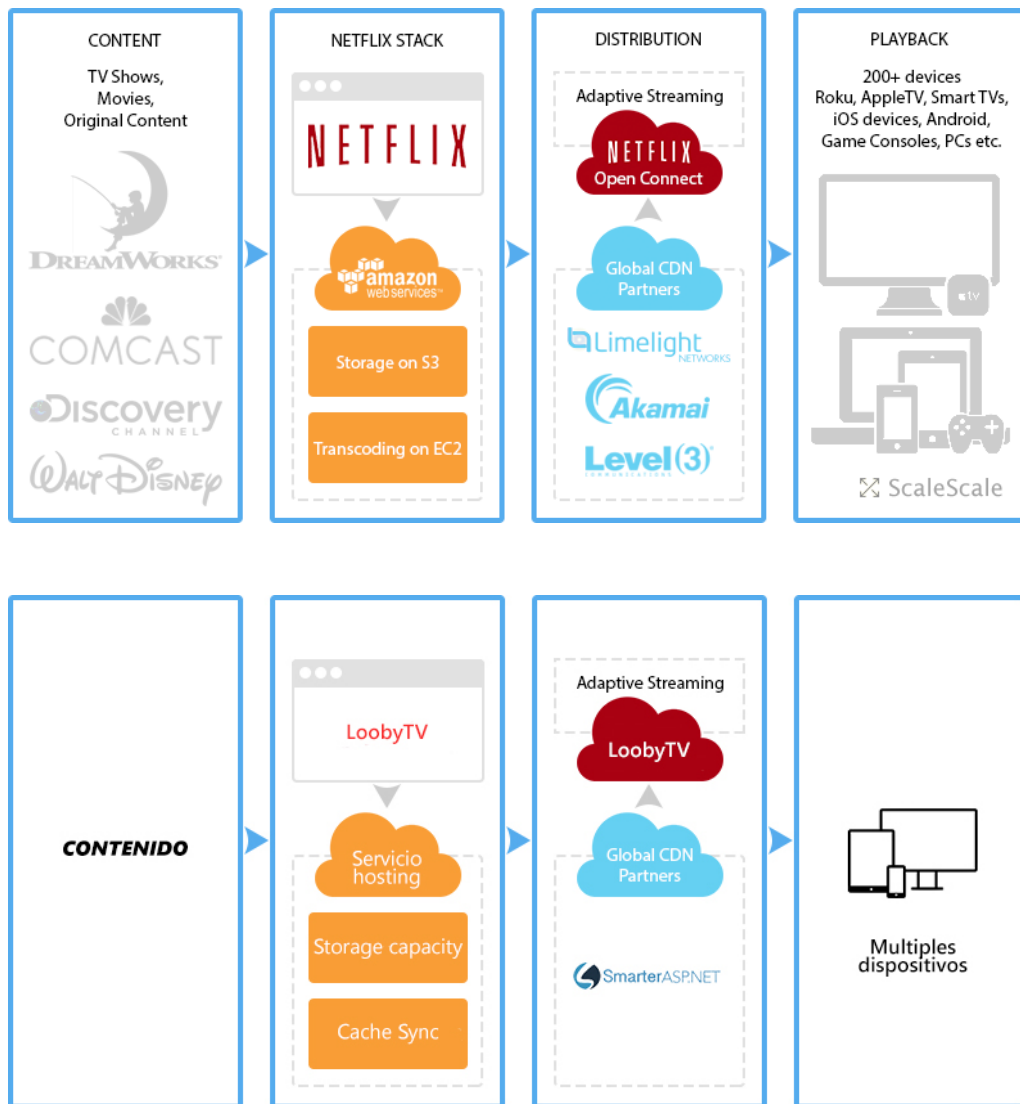 CONTENT
TV Shows,
Movies,
Original Content
DREAMWORKS
COMCAST
DISCOVERY
CHANNEL
WALT DISNEY
NETFLIX STACK
NETFLIX
amazon
webservices™
Storage on S3
Transcoding on EC2
DISTRIBUTION
Adaptive Streaming
NETFLIX
Open Connect
Global CDN
Partners
Limelight
NETWORKS
Akamai
Level(3)
COMMUNICATIONS
PLAYBACK
200+ devices
Roku, AppleTV, Smart TVs,
iOS devices, Android,
Game Consoles, PCs etc.
tv
ScaleScale
CONTENIDO
LoobyTV
Servicio
hosting
Storage capacity
Cache Sync
Adaptive Streaming
LoobyTV
Global CDN
Partners
SmarterASP.NET
Multiples
dispositivos